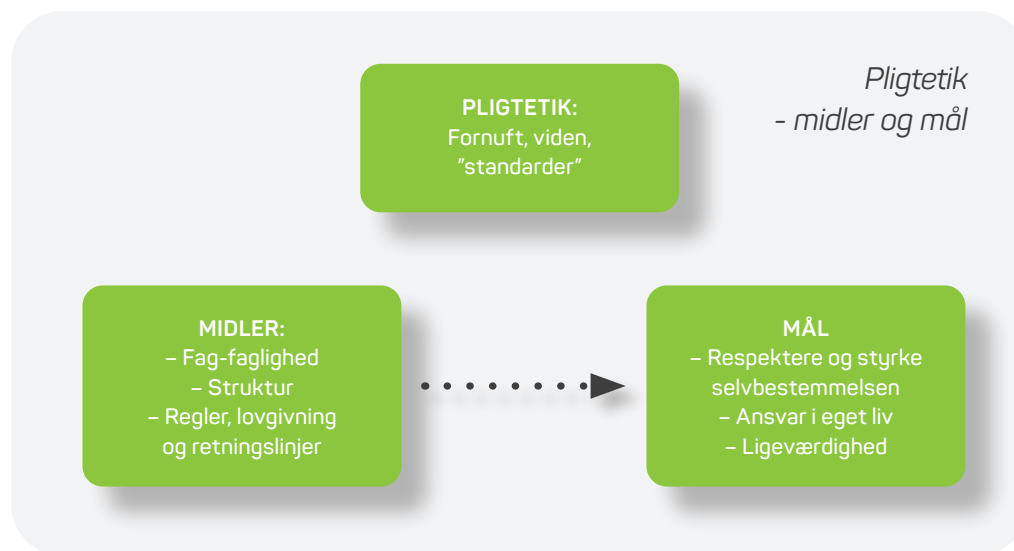 Pligtetik
- midler og mål
PLIGTETIK:
Fornuft, viden,
"standarder"
MIDLER:
– Fag-faglighed
– Struktur
– Regler, lovgivning
og retningslinjer
MÅL
– Respektere og styrke
selvbestemmelsen
– Ansvar i eget liv
– Ligeværdighed